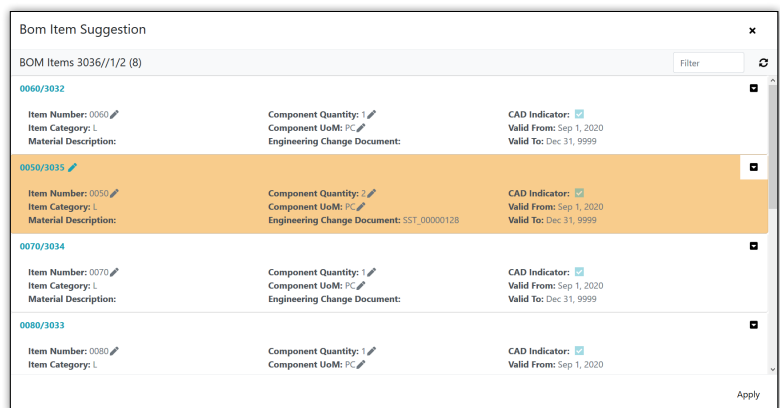 Bom Item Suggestion
BOM Items 3036//1/2 (8)
Filter
0060/3032
Item Number: 0060 Component Quantity: 1 CAD Indicator:
Item Category: L Component UoM: PC Valid From: Sep 1, 2020
Material Description: Engineering Change Document: Valid To: Dec 31, 9999
0050/3035
Item Number: 0050 Component Quantity: 2 CAD Indicator:
Item Category: L Component UoM: PC Valid From: Sep 1, 2020
Material Description: Engineering Change Document: SST_00000128 Valid To: Dec 31, 9999
0070/3034
Item Number: 0070 Component Quantity: 1 CAD Indicator:
Item Category: L Component UoM: PC Valid From: Sep 1, 2020
Material Description: Engineering Change Document: Valid To: Dec 31, 9999
0080/3033
Item Number: 0080 Component Quantity: 1 CAD Indicator:
Item Category: L Component UoM: PC Valid From: Sep 1, 2020
Apply